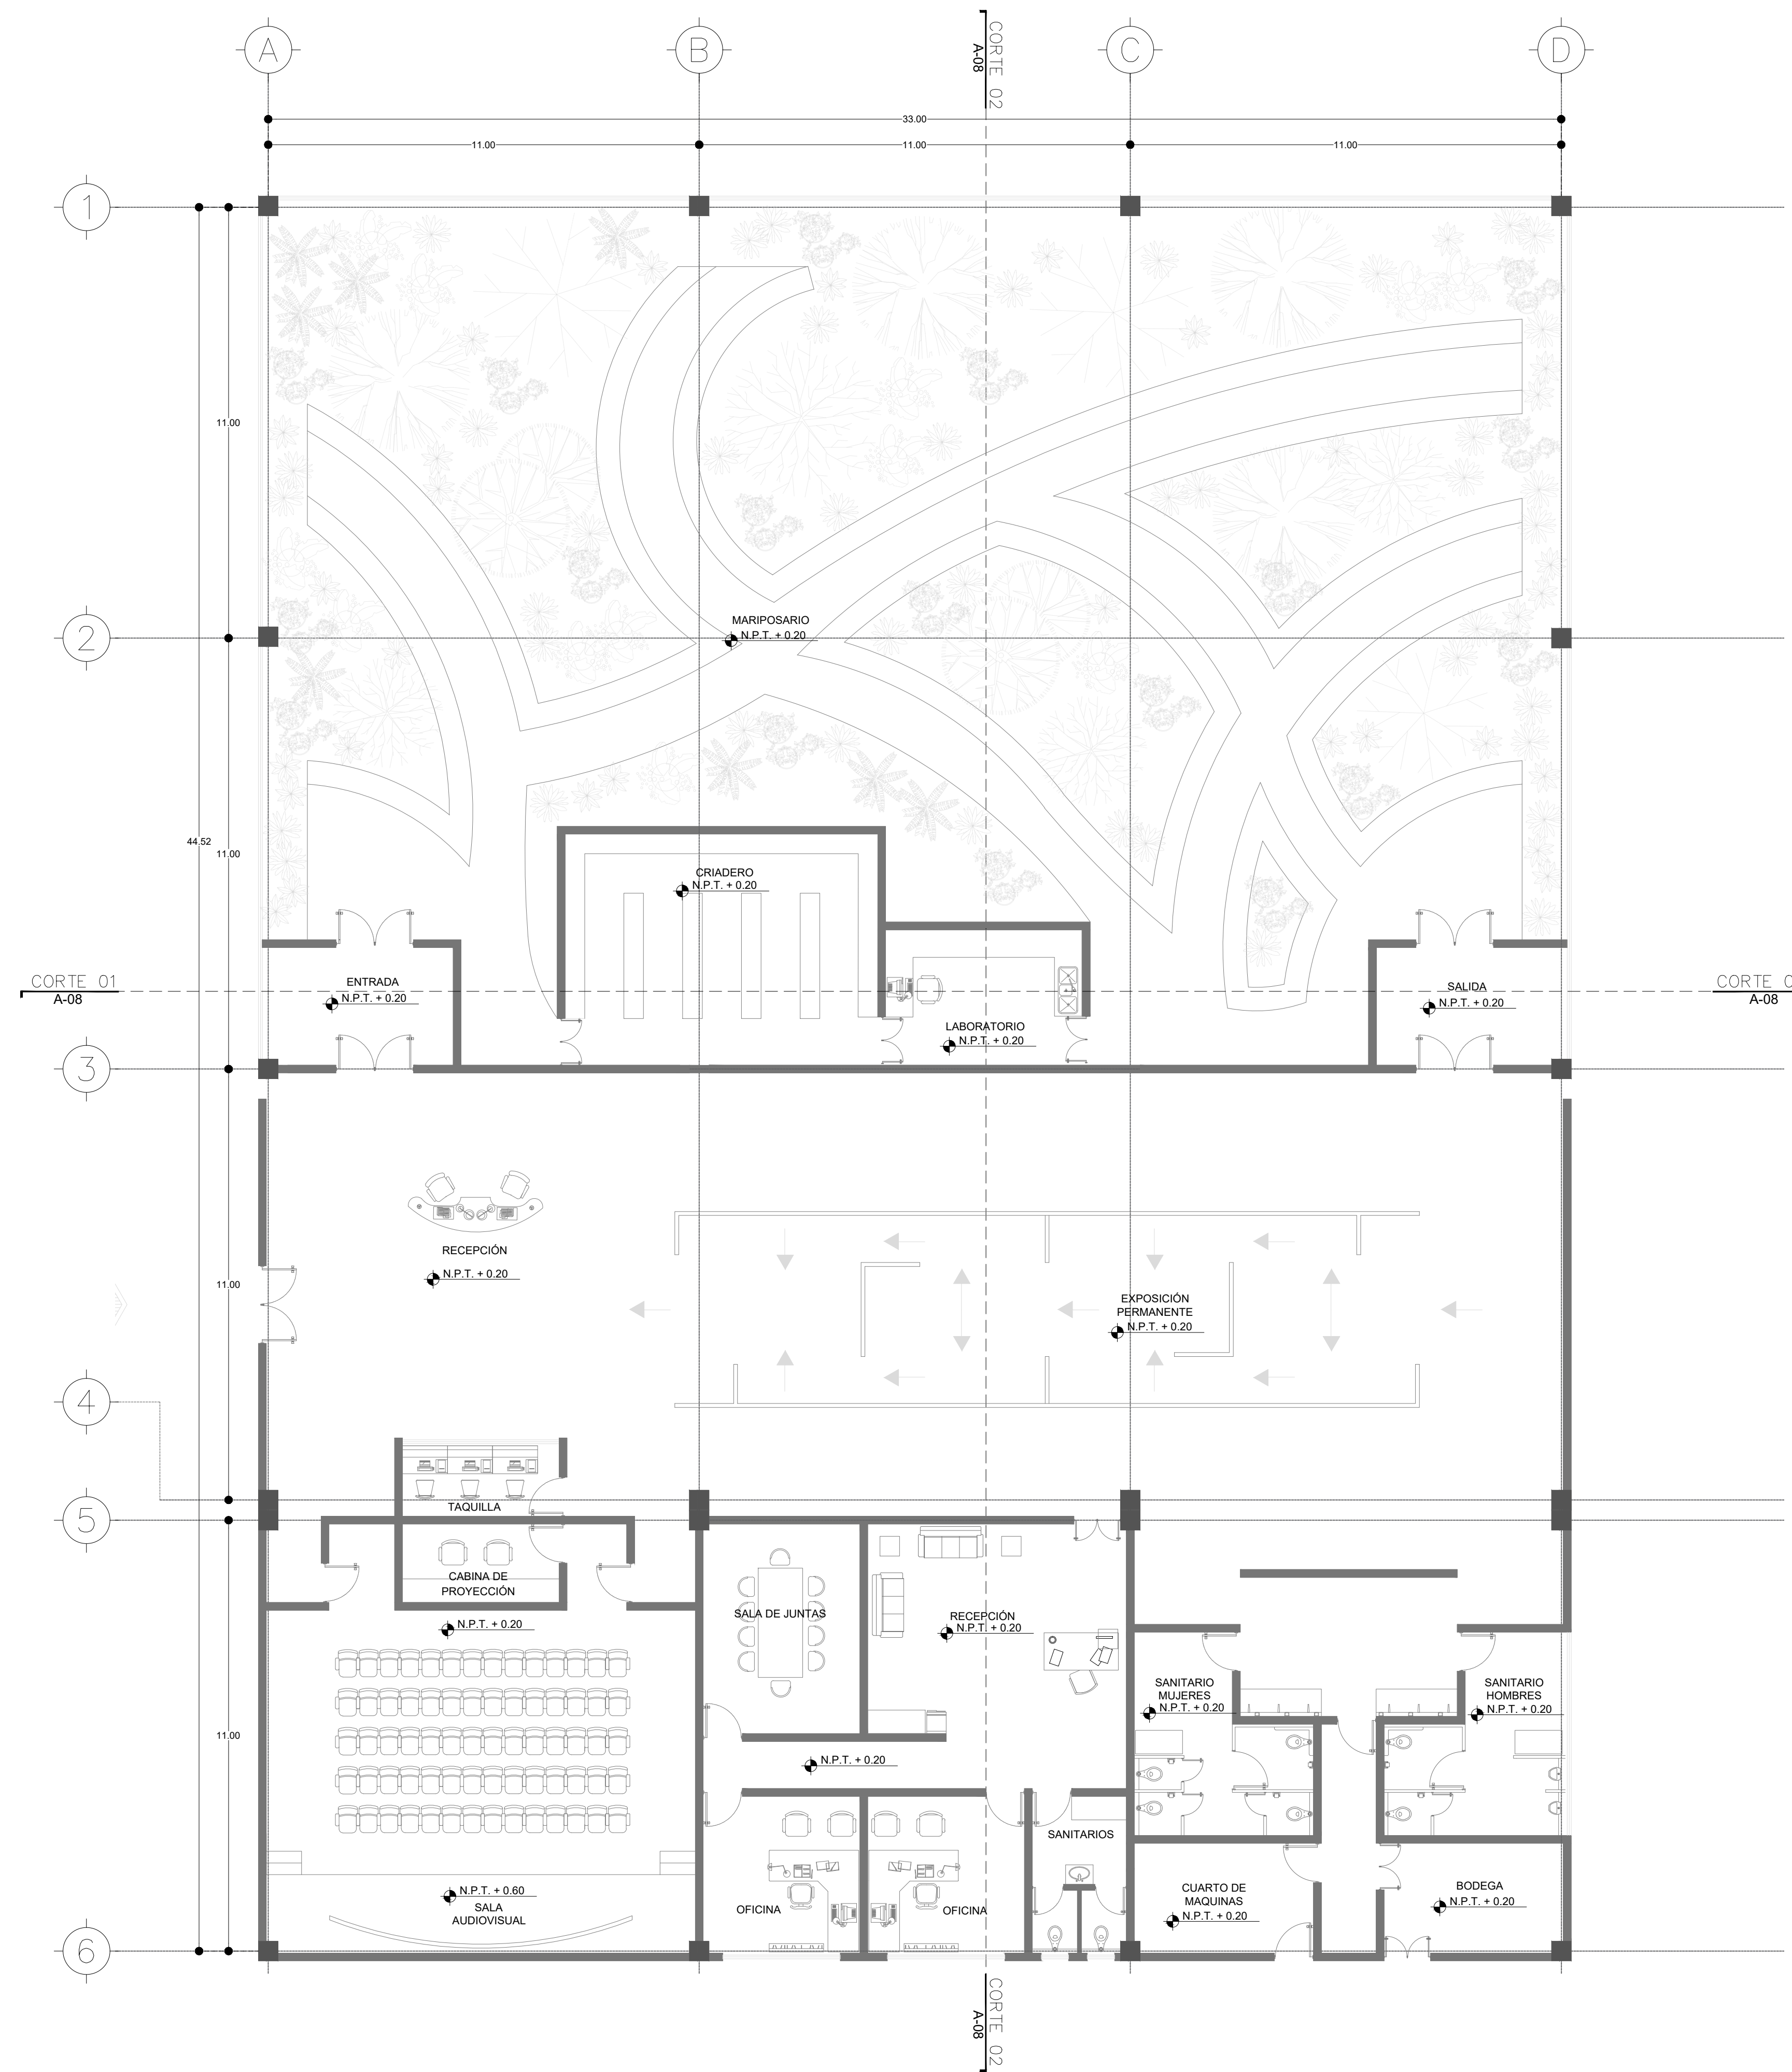 A
B
CORTE 02
A-08
C
D
33.00
11.00
11.00
11.00
1
11.00
2
MARIPOSARIO
N.P.T. + 0.20
44.52
11.00
CRIADERO
N.P.T. + 0.20
CORTE 01
A-08
ENTRADA
N.P.T. + 0.20
LABORATORIO
N.P.T. + 0.20
SALIDA
N.P.T. + 0.20
CORTE 0
A-08
3
RECEPCIÓN
N.P.T. + 0.20
11.00
EXPOSICIÓN
PERMANENTE
N.P.T. + 0.20
4
TAQUILLA
5
CABINA DE
PROYECCIÓN
N.P.T. + 0.20
SALA DE JUNTAS
RECEPCIÓN
N.P.T. + 0.20
SANITARIO
MUJERES
N.P.T. + 0.20
SANITARIO
HOMBRES
N.P.T. + 0.20
11.00
N.P.T. + 0.20
SANITARIOS
N.P.T. + 0.60
SALA
AUDIOVISUAL
OFICINA
OFICINA
CUARTO DE
MAQUINAS
N.P.T. + 0.20
BODEGA
N.P.T. + 0.20
6
CORTE 02
A-08